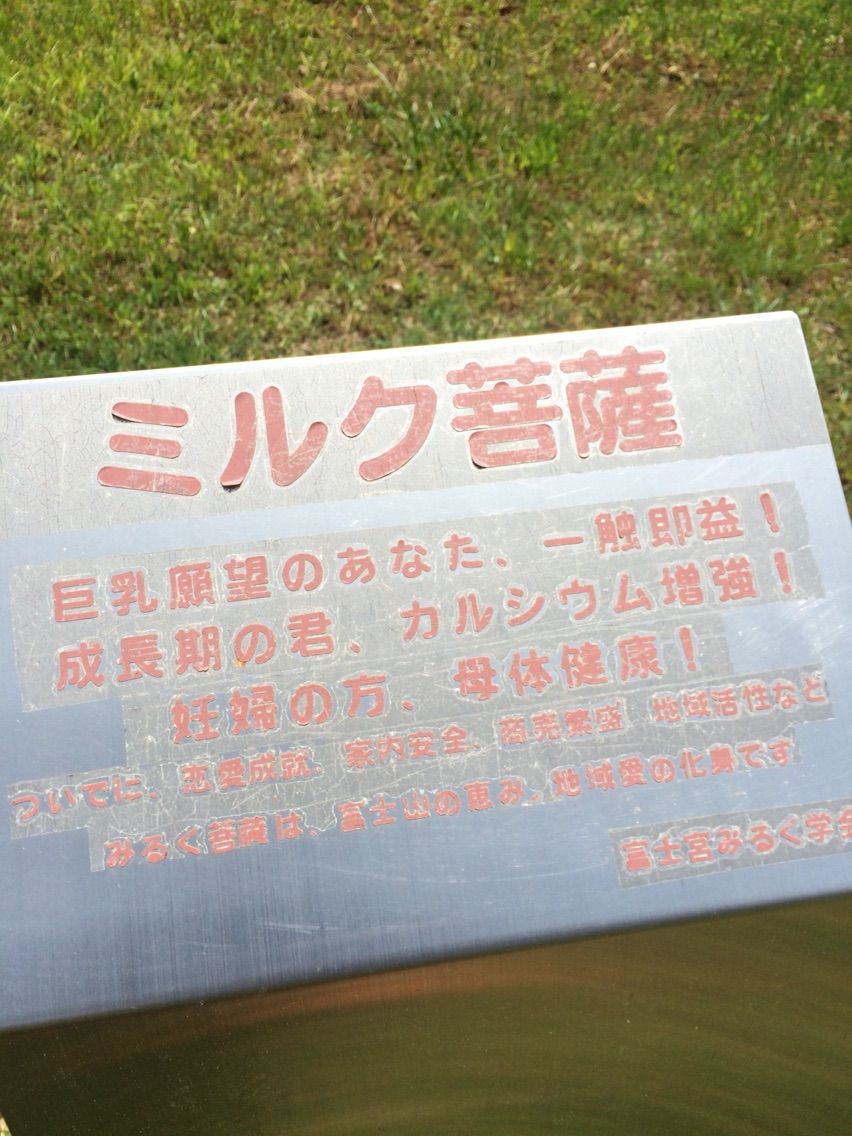 ミルク菩薩
巨乳願望のあなた、一触即益！
成長期の君、カルシウム増強！
妊婦の方、母体健康！
ついでに、恋愛成就、家内安全、商売繁盛 地域活性など
みるく菩薩は、富士山の恵み、地域愛の化身です
富士宮みるく学会